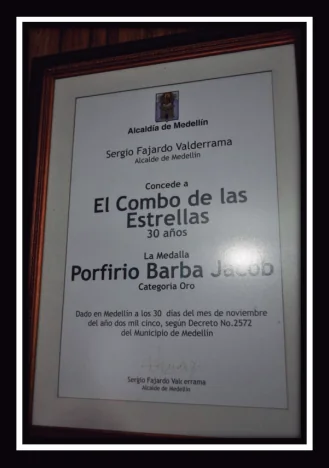 Alcaldía de Medellín
Sergio Fajardo Valderrama
Alcalde de Medellín
Concede a
El Combo de las
Estrellas
30 años
La Medalla
Porfirio Barba Jacob
Categoria Oro
Dado en Medellín a los 30 días del mes de noviembre
del año dos mil cinco, según Decreto No.2572
del Municipio de Medellín
Sergio Fajardo Valderrama
Alcalde de Medellín